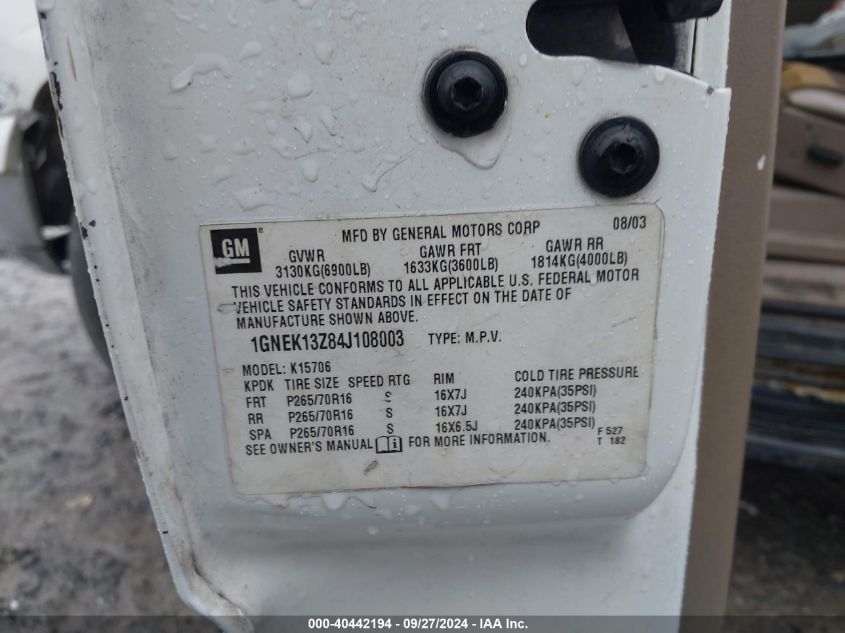 GM
MFD BY GENERAL MOTORS CORP 08/03
GVWR GAWR FRT GAWR RR
3130KG(6900LB) 1633KG(3600LB) 1814KG(4000LB)
THIS VEHICLE CONFORMS TO ALL APPLICABLE U.S. FEDERAL MOTOR
VEHICLE SAFETY STANDARDS IN EFFECT ON THE DATE OF
MANUFACTURE SHOWN ABOVE.
1GNEK13Z84J108003 TYPE: M.P.V.
MODEL: K15706
KPDK TIRE SIZE SPEED RTG RIM COLD TIRE PRESSURE
FRT P265/70R16 S 16X7J 240KPA(35PSI)
RR P265/70R16 S 16X7J 240KPA(35PSI)
SPA P265/70R16 S 16X6.5J 240KPA(35PSI)
SEE OWNER'S MANUAL FOR MORE INFORMATION.
F 527
T 182
000-40442194 - 09/27/2024 - IAA Inc.